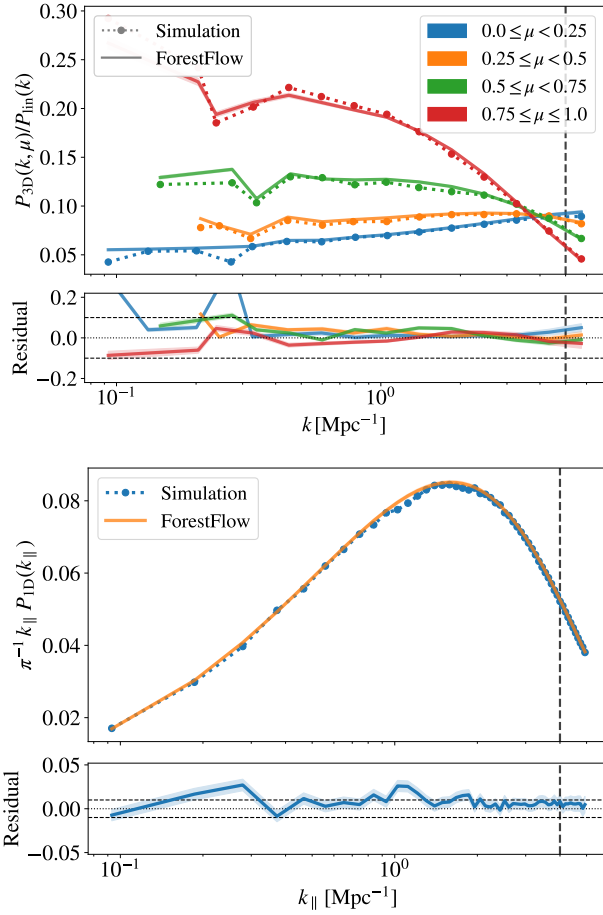 0.30
0.25
0.20
0.15
0.10
0.05
P3D(k, μ)/Plin(k)
Simulation
ForestFlow
0.0 ≤ μ < 0.25
0.25 ≤ μ < 0.5
0.5 ≤ μ < 0.75
0.75 ≤ μ ≤ 1.0
0.2
0.0
−0.2
Residual
10⁻¹
10⁰
k [Mpc⁻¹]
Simulation
ForestFlow
0.08
0.06
0.04
0.02
π⁻¹ k∥ P1D(k∥)
0.05
0.00
−0.05
Residual
10⁻¹
10⁰
k∥ [Mpc⁻¹]